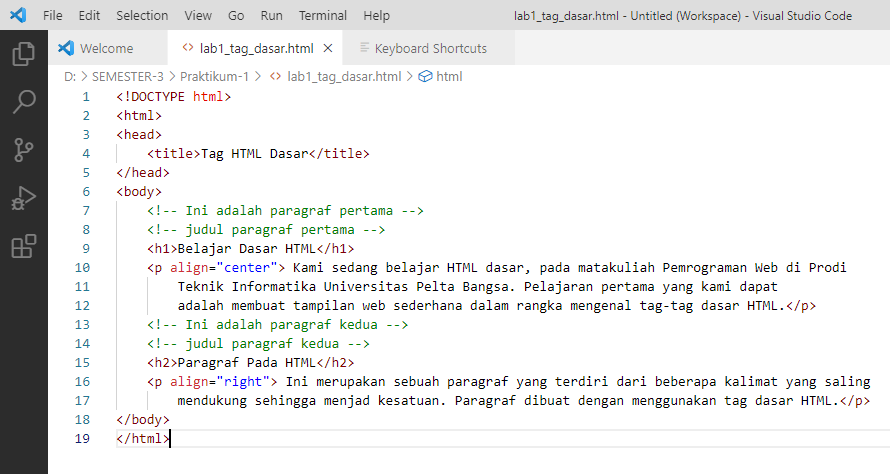 File Edit Selection View Go Run Terminal Help lab1_tag_dasar.html - Untitled (Workspace) - Visual Studio Code
Welcome <> lab1_tag_dasar.html × Keyboard Shortcuts
D: > SEMESTER-3 > Praktikum-1 > <> lab1_tag_dasar.html > html
1 <!DOCTYPE html>
2 <html>
3 <head>
4 <title>Tag HTML Dasar</title>
5 </head>
6 <body>
7 <!-- Ini adalah paragraf pertama -->
8 <!-- judul paragraf pertama -->
9 <h1>Belajar Dasar HTML</h1>
10 <p align="center"> Kami sedang belajar HTML dasar, pada matakuliah Pemrograman Web di Prodi
11 Teknik Informatika Universitas Pelta Bangsa. Pelajaran pertama yang kami dapat
12 adalah membuat tampilan web sederhana dalam rangka mengenal tag-tag dasar HTML.</p>
13 <!-- Ini adalah paragraf kedua -->
14 <!-- judul paragraf kedua -->
15 <h2>Paragraf Pada HTML</h2>
16 <p align="right"> Ini merupakan sebuah paragraf yang terdiri dari beberapa kalimat yang saling
17 mendukung sehingga menjad kesatuan. Paragraf dibuat dengan menggunakan tag dasar HTML.</p>
18 </body>
19 </html>